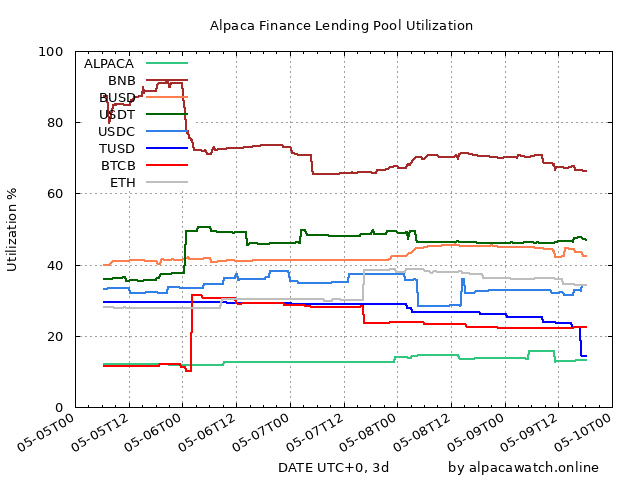 Alpaca Finance Lending Pool Utilization
100
80
60
40
20
0
Utilization %
ALPACA
BNB
BUSD
USDT
USDC
TUSD
BTCB
ETH
05-05T00
05-05T12
05-06T00
05-06T12
05-07T00
05-07T12
05-08T00
05-08T12
05-09T00
05-09T12
05-10T00
DATE UTC+0, 3d
by alpacawatch.online